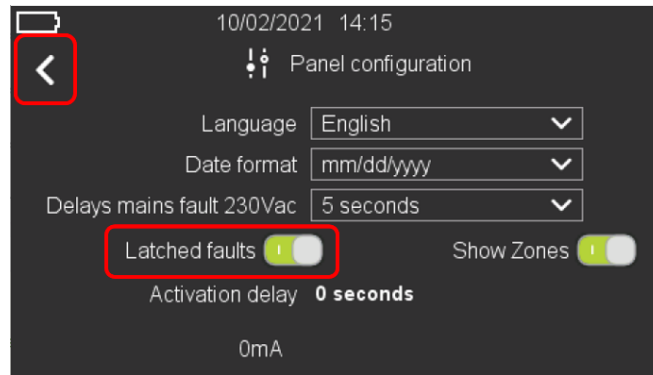 10/02/2021 14:15
Panel configuration
Language English
Date format mm/dd/yyyy
Delays mains fault 230Vac 5 seconds
Latched faults Show Zones
Activation delay 0 seconds
0mA